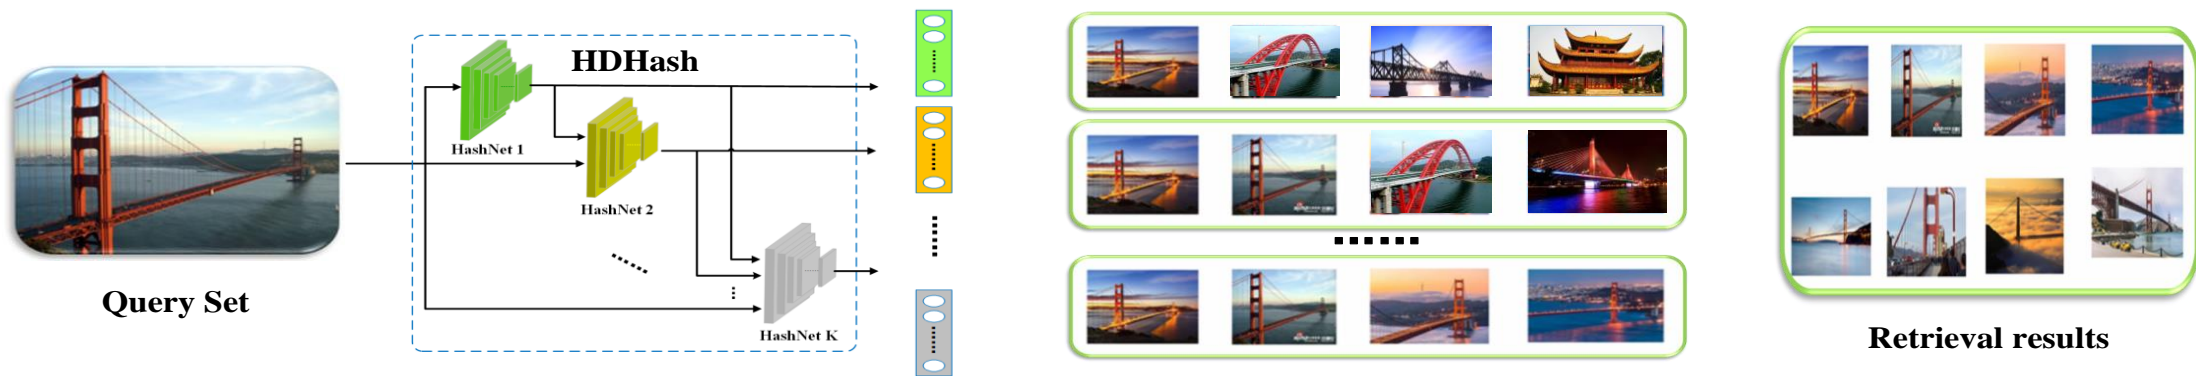 HDHash
HashNet 1
HashNet 2
HashNet K
Query Set
Retrieval results